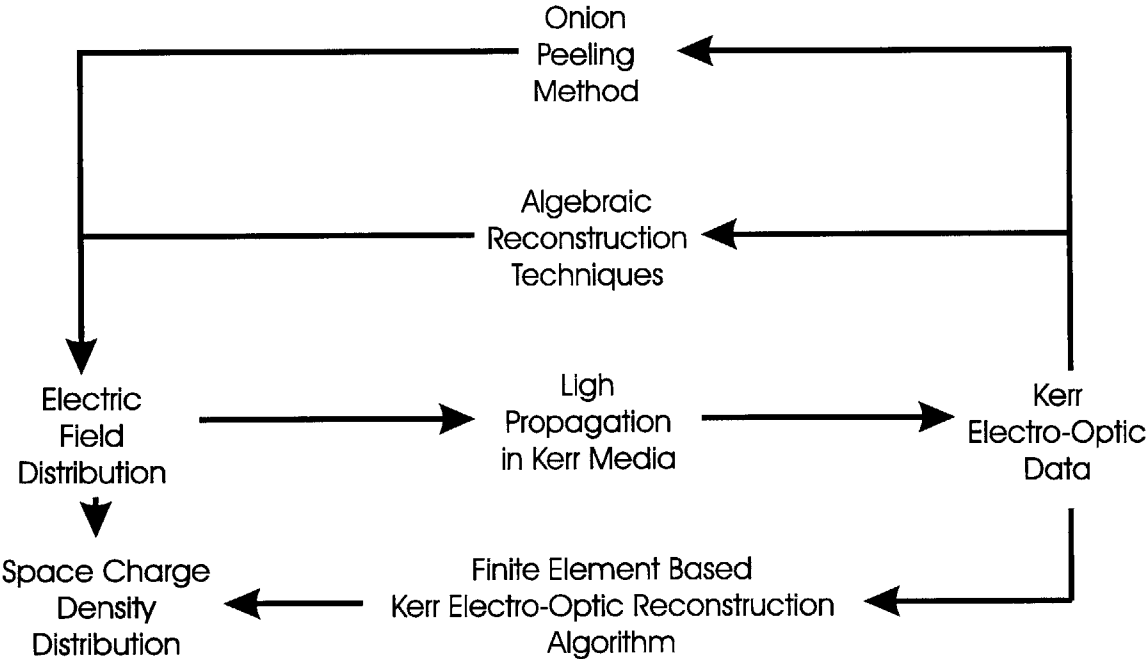 Onion
Peeling
Method
Algebraic
Reconstruction
Techniques
Electric
Field
Distribution
Ligh
Propagation
in Kerr Media
Kerr
Electro-Optic
Data
Space Charge
Density
Distribution
Finite Element Based
Kerr Electro-Optic Reconstruction
Algorithm